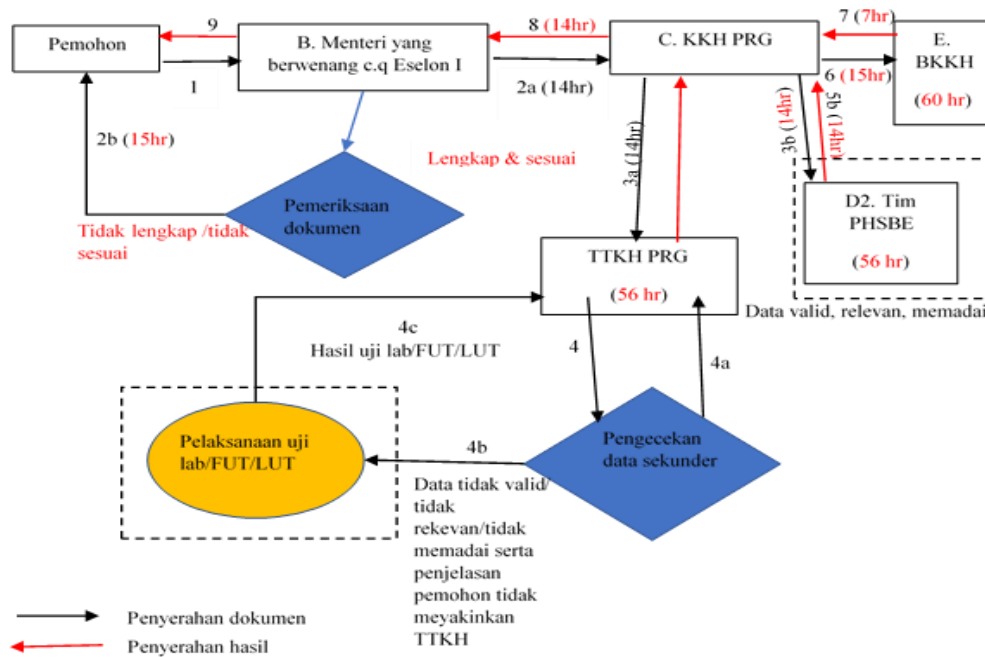 9
8 (14hr)
7 (7hr)
Pemohon
B. Menteri yang
berwenang c.q Eselon I
C. KKH PRG
E.
BKKH
(60 hr)
1
2a (14hr)
6 (15hr)
2b (15hr)
Lengkap & sesuai
3a (14hr)
3b (14hr)
5b (14hr)
Pemeriksaan
dokumen
Tidak lengkap /tidak
sesuai
D2. Tim
PHSBE
(56 hr)
TTKH PRG
(56 hr)
Data valid, relevan, memadai
4c
Hasil uji lab/FUT/LUT
4
4a
Pelaksanaan uji
lab/FUT/LUT
4b
Pengecekan
data sekunder
Data tidak valid/
tidak
rekevan/tidak
memadai serta
penjelasan
pemohon tidak
meyakinkan
TTKH
Penyerahan dokumen
Penyerahan hasil